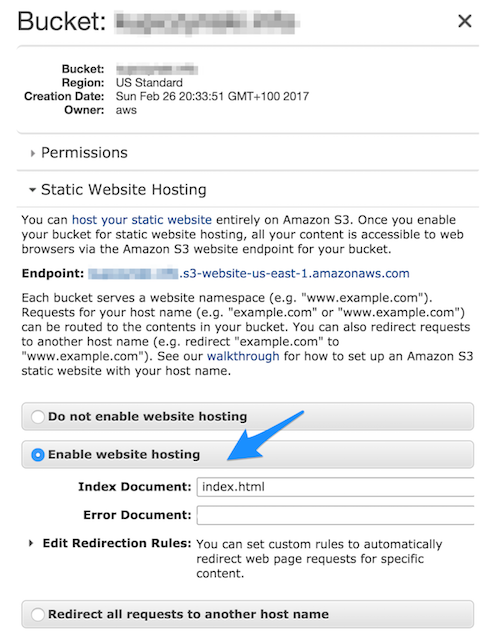 Bucket:
Bucket:
Region: US Standard
Creation Date: Sun Feb 26 20:33:51 GMT+100 2017
Owner: aws
Permissions
Static Website Hosting
You can host your static website entirely on Amazon S3. Once you enable
your bucket for static website hosting, all your content is accessible to web
browsers via the Amazon S3 website endpoint for your bucket.
Endpoint: .s3-website-us-east-1.amazonaws.com
Each bucket serves a website namespace (e.g. "www.example.com").
Requests for your host name (e.g. "example.com" or "www.example.com")
can be routed to the contents in your bucket. You can also redirect requests
to another host name (e.g. redirect "example.com" to
"www.example.com"). See our walkthrough for how to set up an Amazon S3
static website with your host name.
Do not enable website hosting
Enable website hosting
Index Document: index.html
Error Document:
Edit Redirection Rules: You can set custom rules to automatically
redirect web page requests for specific
content.
Redirect all requests to another host name